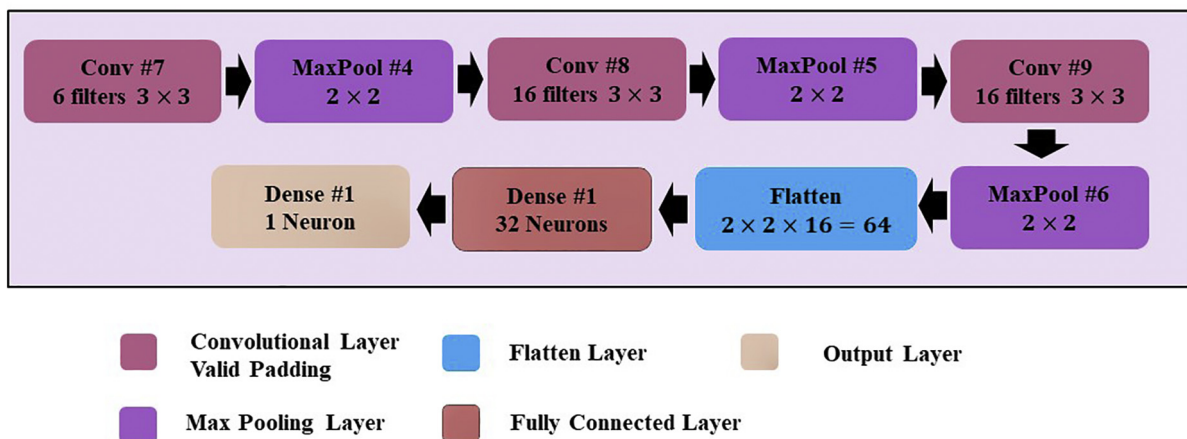 Conv #7
6 filters 3 × 3
MaxPool #4
2 × 2
Conv #8
16 filters 3 × 3
MaxPool #5
2 × 2
Conv #9
16 filters 3 × 3
Dense #1
1 Neuron
Dense #1
32 Neurons
Flatten
2 × 2 × 16 = 64
MaxPool #6
2 × 2
Convolutional Layer
Valid Padding
Flatten Layer
Output Layer
Max Pooling Layer
Fully Connected Layer